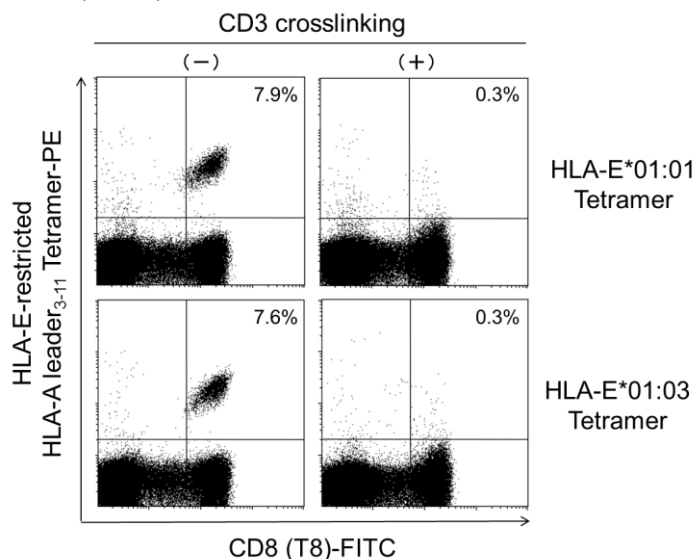 CD3 crosslinking
(−)
(+)
7.9%
0.3%
HLA-E*01:01
Tetramer
7.6%
0.3%
HLA-E*01:03
Tetramer
HLA-E-restricted
HLA-A leader3-11 Tetramer-PE
CD8 (T8)-FITC